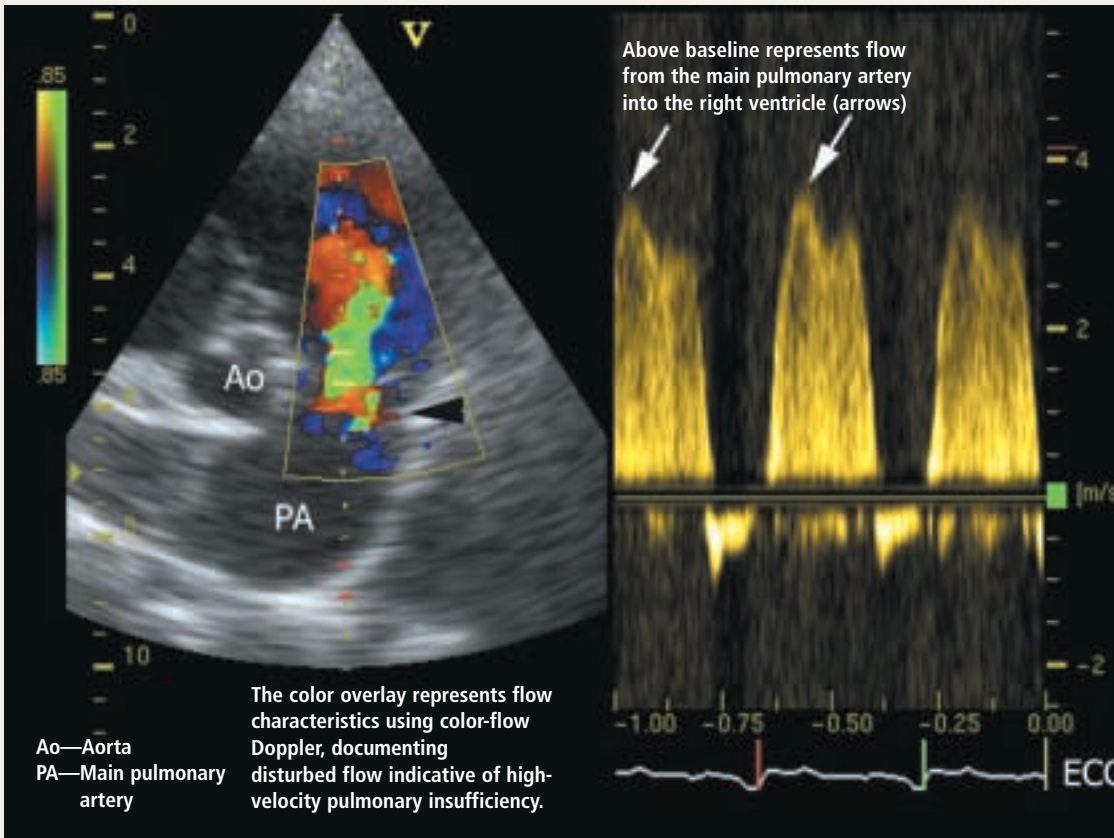 V
0
.85
2
4
.85
10
Ao
PA
Above baseline represents flow
from the main pulmonary artery
into the right ventricle (arrows)
4
2
[m/s
-2
-1.00 -0.75 -0.50 -0.25 0.00
ECG
The color overlay represents flow
characteristics using color-flow
Doppler, documenting
disturbed flow indicative of high-
velocity pulmonary insufficiency.
Ao—Aorta
PA—Main pulmonary
artery